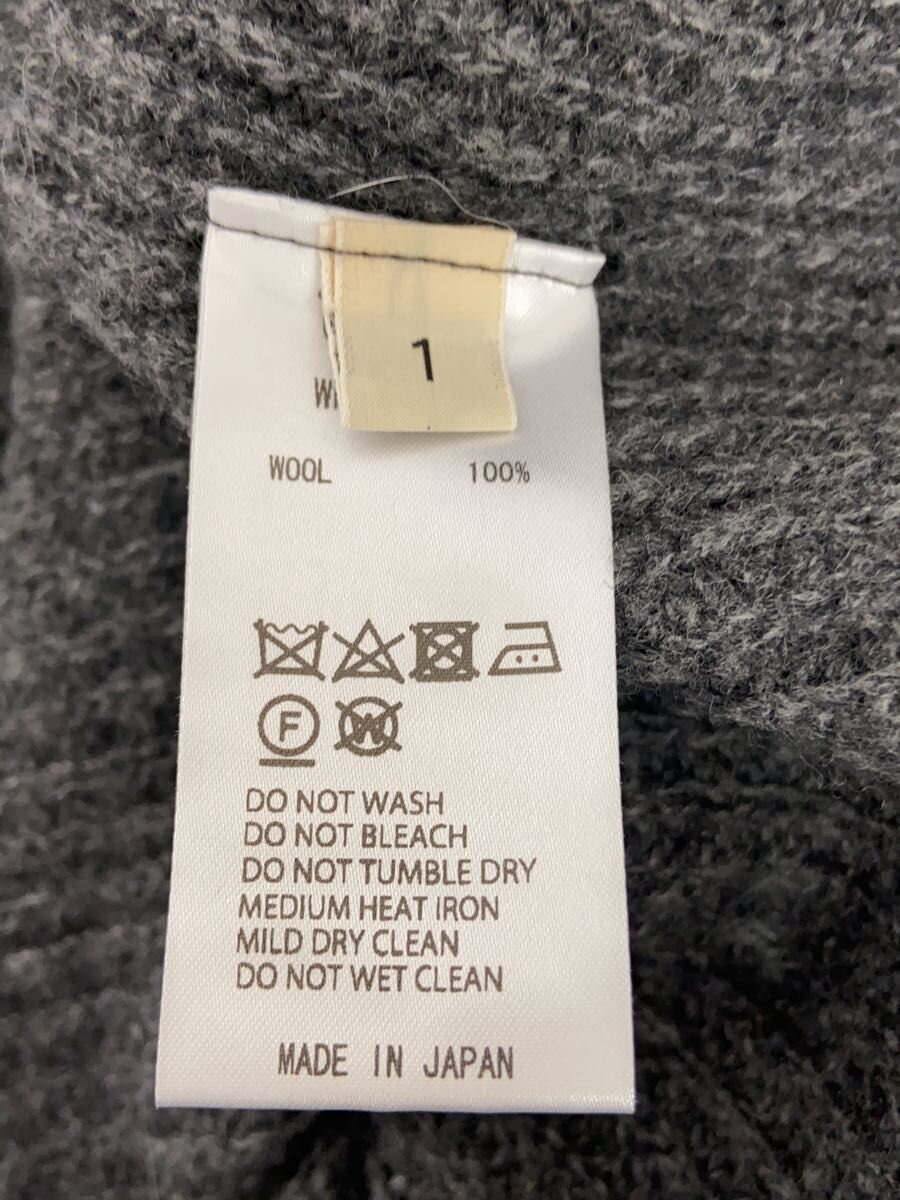 1
WOOL 100%
F
W
DO NOT WASH
DO NOT BLEACH
DO NOT TUMBLE DRY
MEDIUM HEAT IRON
MILD DRY CLEAN
DO NOT WET CLEAN
MADE IN JAPAN